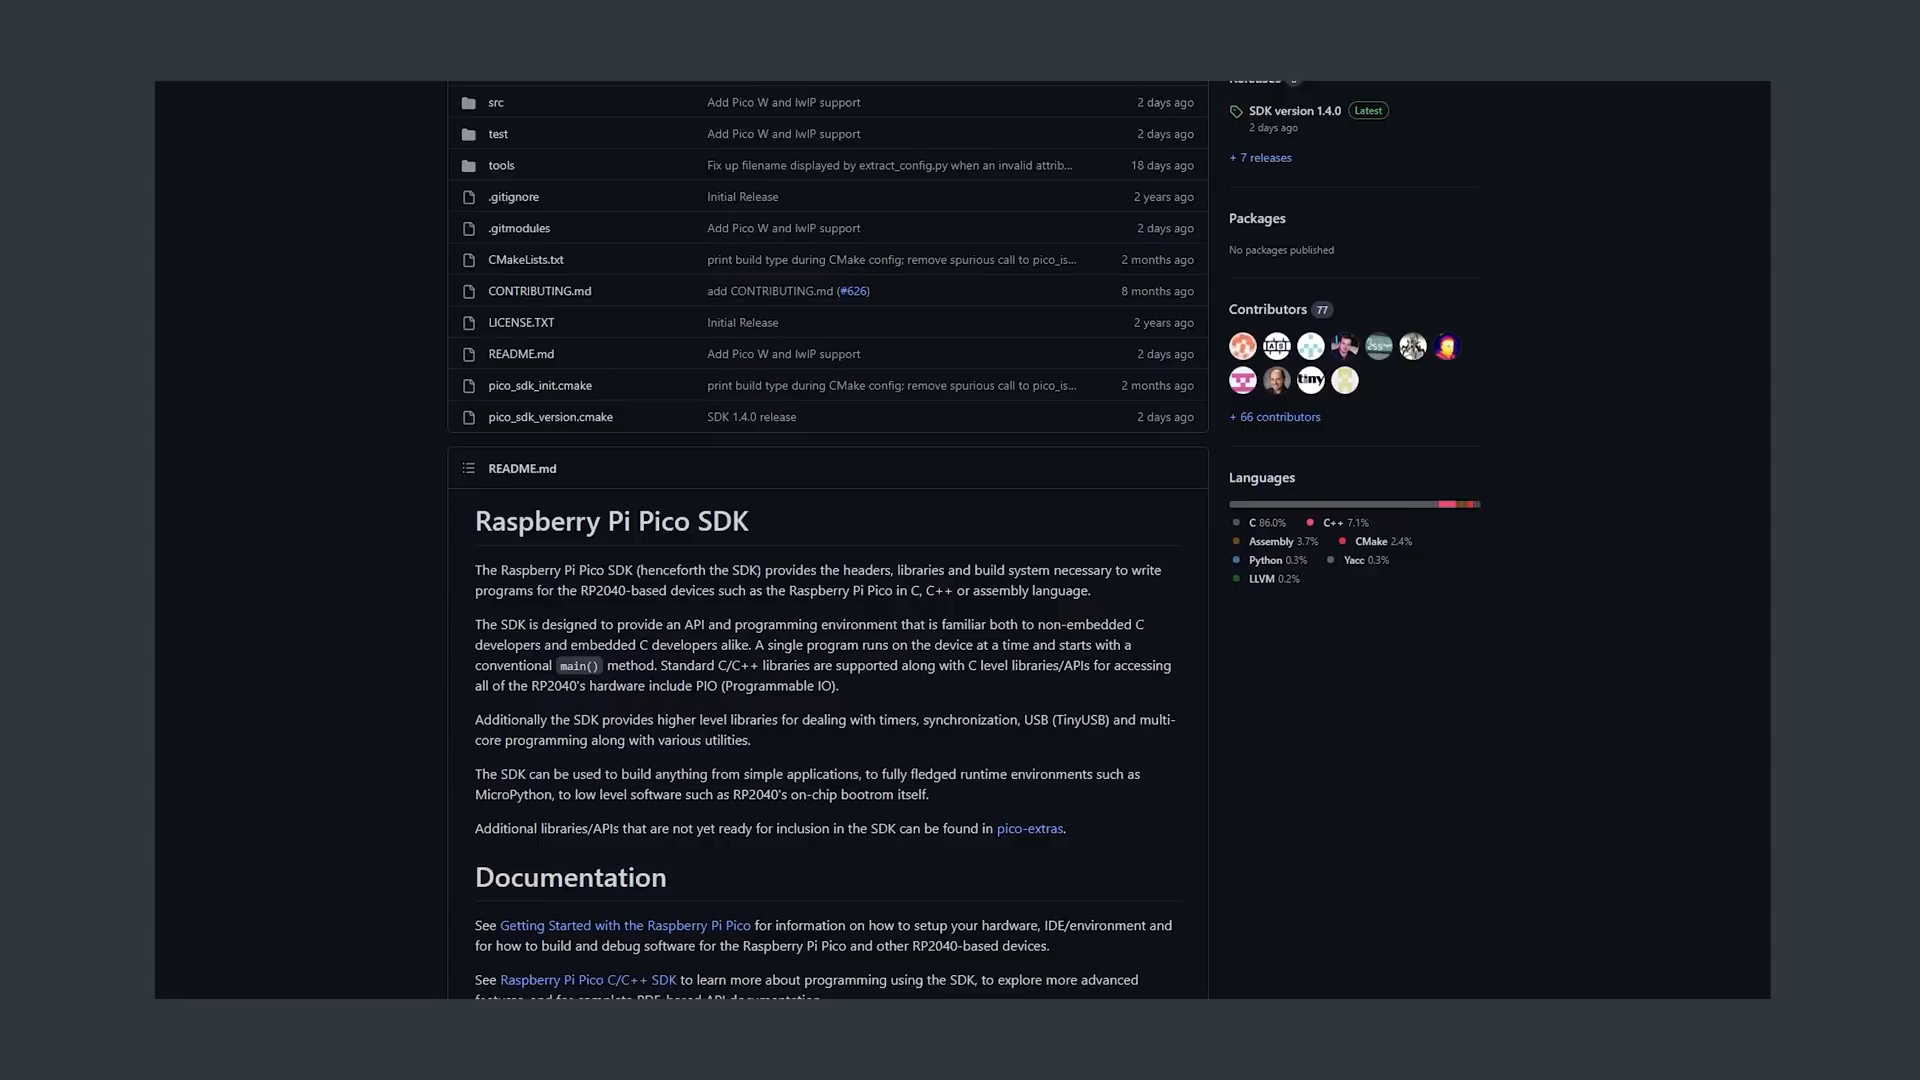 src Add Pico W and lwIP support 2 days ago
test Add Pico W and lwIP support 2 days ago
tools Fix up filename displayed by extract_config.py when an invalid attrib... 18 days ago
.gitignore Initial Release 2 years ago
.gitmodules Add Pico W and lwIP support 2 days ago
CMakeLists.txt print build type during CMake config; remove spurious call to pico_is... 2 months ago
CONTRIBUTING.md add CONTRIBUTING.md (#626) 8 months ago
LICENSE.TXT Initial Release 2 years ago
README.md Add Pico W and lwIP support 2 days ago
pico_sdk_init.cmake print build type during CMake config; remove spurious call to pico_is... 2 months ago
pico_sdk_version.cmake SDK 1.4.0 release 2 days ago
README.md
Raspberry Pi Pico SDK
The Raspberry Pi Pico SDK (henceforth the SDK) provides the headers, libraries and build system necessary to write
programs for the RP2040-based devices such as the Raspberry Pi Pico in C, C++ or assembly language.
The SDK is designed to provide an API and programming environment that is familiar both to non-embedded C
developers and embedded C developers alike. A single program runs on the device at a time and starts with a
conventional main() method. Standard C/C++ libraries are supported along with C level libraries/APIs for accessing
all of the RP2040's hardware include PIO (Programmable IO).
Additionally the SDK provides higher level libraries for dealing with timers, synchronization, USB (TinyUSB) and multi-
core programming along with various utilities.
The SDK can be used to build anything from simple applications, to fully fledged runtime environments such as
MicroPython, to low level software such as RP2040's on-chip bootrom itself.
Additional libraries/APIs that are not yet ready for inclusion in the SDK can be found in pico-extras.
Documentation
See Getting Started with the Raspberry Pi Pico for information on how to setup your hardware, IDE/environment and
for how to build and debug software for the Raspberry Pi Pico and other RP2040-based devices.
See Raspberry Pi Pico C/C++ SDK to learn more about programming using the SDK, to explore more advanced
features, and for complete PDF-based API documentation.
Releases
SDK version 1.4.0 Latest
2 days ago
+ 7 releases
Packages
No packages published
Contributors 77
tiny
+ 66 contributors
Languages
C 86.0% C++ 7.1%
Assembly 3.7% CMake 2.4%
Python 0.3% Yacc 0.3%
LLVM 0.2%